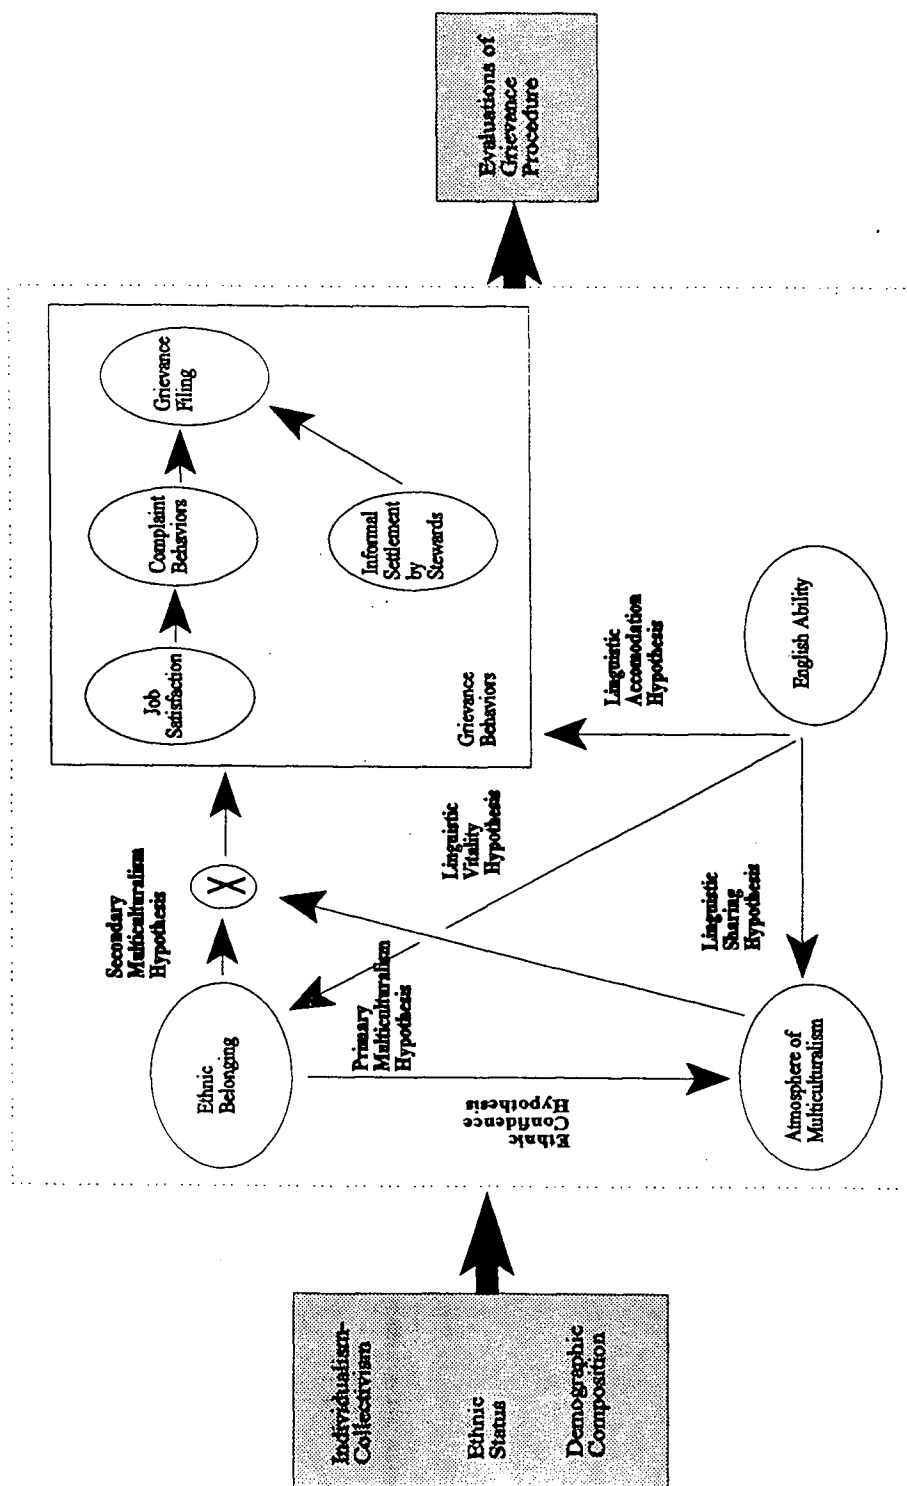 Individualism-
Collectivism
Ethnic
Status
Demographic
Composition
Ethnic
Belonging
Secondary
Multiculturalism
Hypothesis
X
Primary
Multiculturalism
Hypothesis
Ethnic
Confidence
Hypothesis
Atmosphere of
Multiculturalism
Linguistic
Vitality
Hypothesis
Linguistic
Sharing
Hypothesis
Linguistic
Accomodation
Hypothesis
English Ability
Job
Satisfaction
Complaint
Behaviors
Grievance
Filing
Informal
Settlement
by
Stewards
Grievance
Behaviors
Evaluations of
Grievance
Procedure